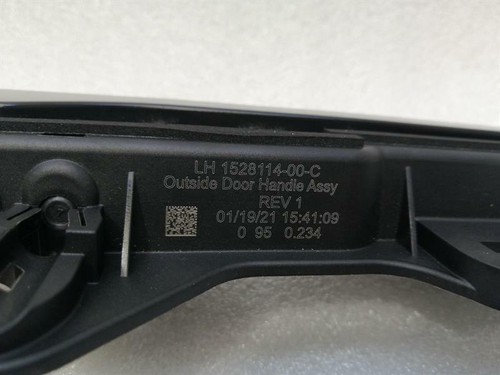 LH 1528114-00-C
Outside Door Handle Assy
REV 1
01/19/21 15:41:09
0 95 0.234